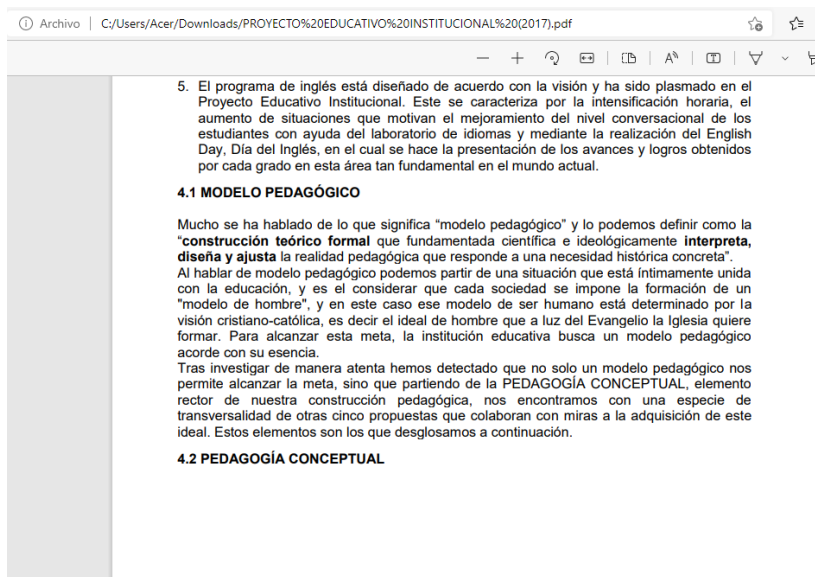 Archivo | C:/Users/Acer/Downloads/PROYECTO%20EDUCATIVO%20INSTITUCIONAL%20(2017).pdf
5. El programa de inglés está diseñado de acuerdo con la visión y ha sido plasmado en el
Proyecto Educativo Institucional. Este se caracteriza por la intensificación horaria, el
aumento de situaciones que motivan el mejoramiento del nivel conversacional de los
estudiantes con ayuda del laboratorio de idiomas y mediante la realización del English
Day, Día del Inglés, en el cual se hace la presentación de los avances y logros obtenidos
por cada grado en esta área tan fundamental en el mundo actual.
4.1 MODELO PEDAGÓGICO
Mucho se ha hablado de lo que significa “modelo pedagógico” y lo podemos definir como la
“construcción teórico formal que fundamentada científica e ideológicamente interpreta,
diseña y ajusta la realidad pedagógica que responde a una necesidad histórica concreta”.
Al hablar de modelo pedagógico podemos partir de una situación que está íntimamente unida
con la educación, y es el considerar que cada sociedad se impone la formación de un
"modelo de hombre", y en este caso ese modelo de ser humano está determinado por la
visión cristiano-católica, es decir el ideal de hombre que a luz del Evangelio la Iglesia quiere
formar. Para alcanzar esta meta, la institución educativa busca un modelo pedagógico
acorde con su esencia.
Tras investigar de manera atenta hemos detectado que no solo un modelo pedagógico nos
permite alcanzar la meta, sino que partiendo de la PEDAGOGÍA CONCEPTUAL, elemento
rector de nuestra construcción pedagógica, nos encontramos con una especie de
transversalidad de otras cinco propuestas que colaboran con miras a la adquisición de este
ideal. Estos elementos son los que desglosamos a continuación.
4.2 PEDAGOGÍA CONCEPTUAL